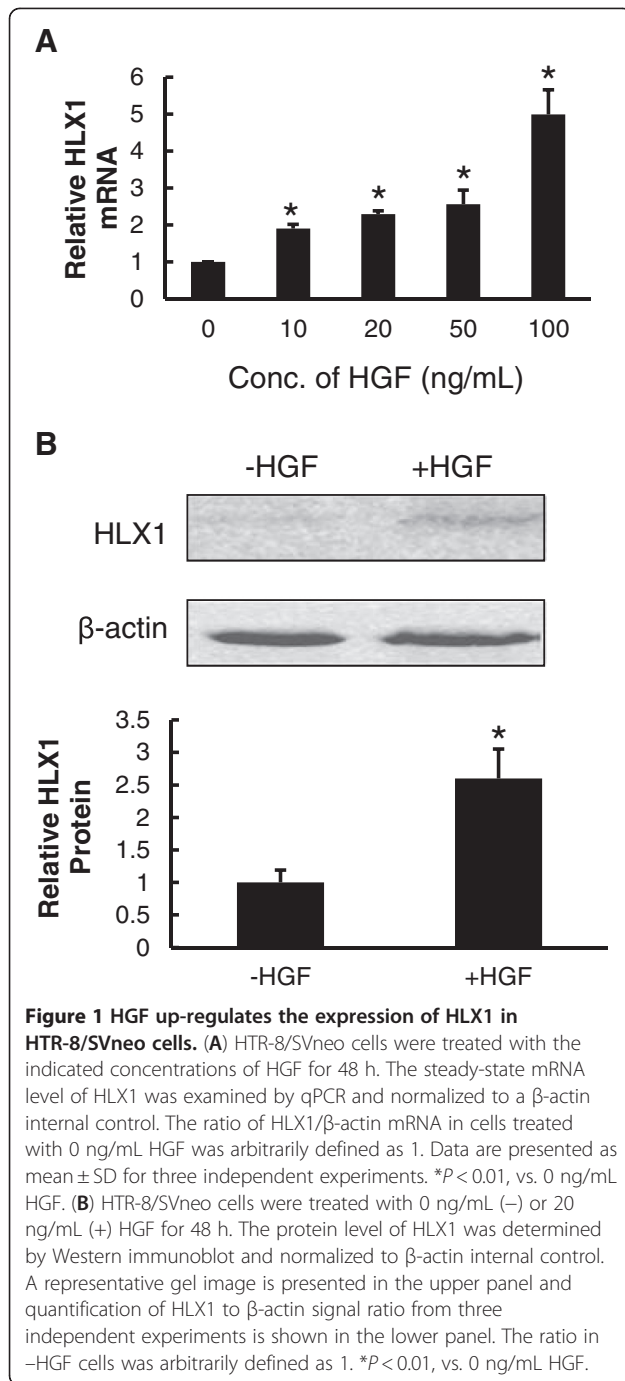 A
Relative HLX1
mRNA
6
5
4
3
2
1
0
*
*
*
*
0 10 20 50 100
Conc. of HGF (ng/mL)
B
-HGF +HGF
HLX1
β-actin
Relative HLX1
Protein
3.5
3
2.5
2
1.5
1
0.5
0
*
-HGF +HGF
Figure 1 HGF up-regulates the expression of HLX1 in
HTR-8/SVneo cells. (A) HTR-8/SVneo cells were treated with the
indicated concentrations of HGF for 48 h. The steady-state mRNA
level of HLX1 was examined by qPCR and normalized to a β-actin
internal control. The ratio of HLX1/β-actin mRNA in cells treated
with 0 ng/mL HGF was arbitrarily defined as 1. Data are presented as
mean ± SD for three independent experiments. *P < 0.01, vs. 0 ng/mL
HGF. (B) HTR-8/SVneo cells were treated with 0 ng/mL (−) or 20
ng/mL (+) HGF for 48 h. The protein level of HLX1 was determined
by Western immunoblot and normalized to β-actin internal control.
A representative gel image is presented in the upper panel and
quantification of HLX1 to β-actin signal ratio from three
independent experiments is shown in the lower panel. The ratio in
–HGF cells was arbitrarily defined as 1. *P < 0.01, vs. 0 ng/mL HGF.